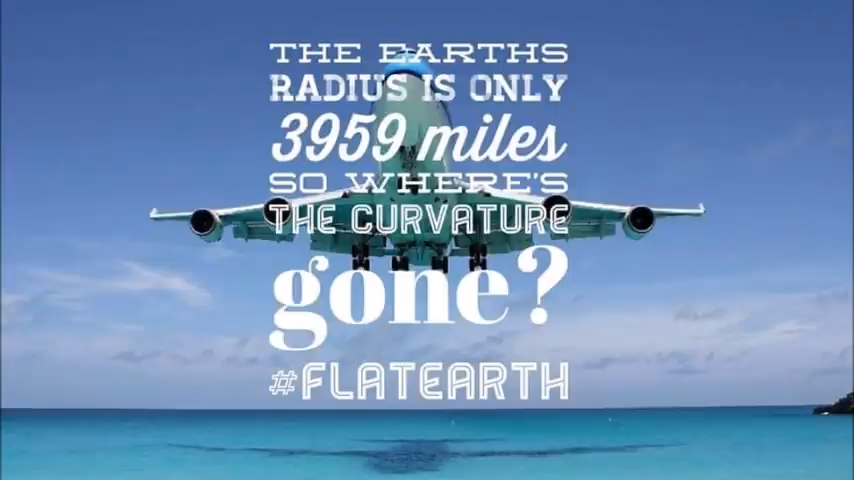 THE EARTHS
RADIUS IS ONLY
3959 miles
SO WHERE'S
THE CURVATURE
gone?
#FLATEARTH